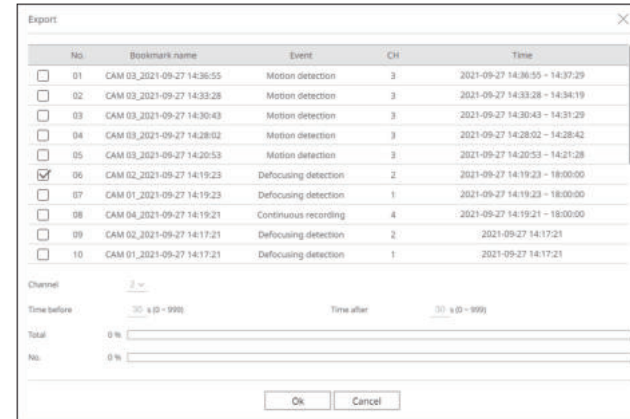 Export
No. Bookmark name Event CH Time
01 CAM 03_2021-09-27 14:36:55 Motion detection 3 2021-09-27 14:36:55 ~ 14:37:29
02 CAM 03_2021-09-27 14:33:28 Motion detection 3 2021-09-27 14:33:28 ~ 14:34:19
03 CAM 03_2021-09-27 14:30:43 Motion detection 3 2021-09-27 14:30:43 ~ 14:31:29
04 CAM 03_2021-09-27 14:28:02 Motion detection 3 2021-09-27 14:28:02 ~ 14:28:42
05 CAM 03_2021-09-27 14:20:53 Motion detection 3 2021-09-27 14:20:53 ~ 14:21:28
06 CAM 02_2021-09-27 14:19:23 Defocusing detection 2 2021-09-27 14:19:23 ~ 18:00:00
07 CAM 01_2021-09-27 14:19:23 Defocusing detection 1 2021-09-27 14:19:23 ~ 18:00:00
08 CAM 04_2021-09-27 14:19:21 Continuous recording 4 2021-09-27 14:19:21 ~ 18:00:00
09 CAM 02_2021-09-27 14:17:21 Defocusing detection 2 2021-09-27 14:17:21
10 CAM 01_2021-09-27 14:17:21 Defocusing detection 1 2021-09-27 14:17:21
Channel 2
Time before 30 s (0 ~ 999) Time after 30 s (0 ~ 999)
Total 0 %
No. 0 %
Ok Cancel